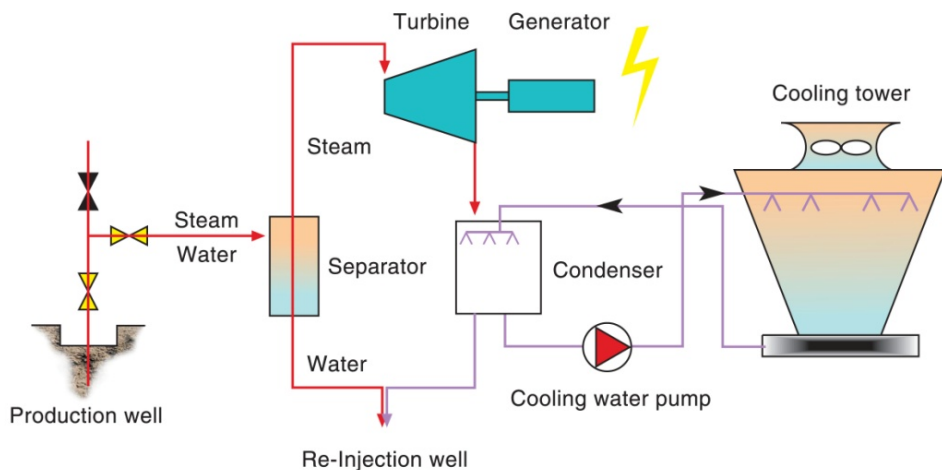 Turbine
Generator
Cooling tower
Steam
Steam
Water
Separator
Condenser
Water
Cooling water pump
Production well
Re-Injection well